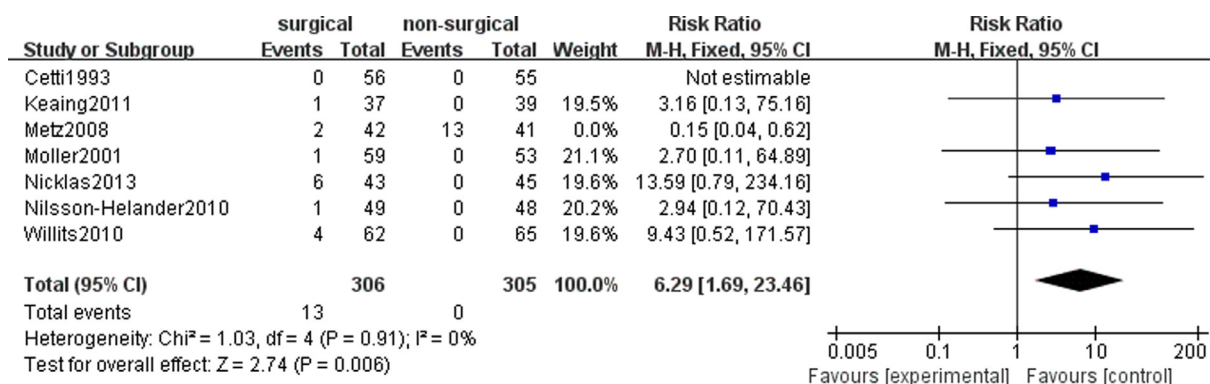 surgical non-surgical Risk Ratio Risk Ratio
Study or Subgroup Events Total Events Total Weight M-H, Fixed, 95% CI M-H, Fixed, 95% CI
Cetti1993 0 56 0 55 Not estimable
Keaing2011 1 37 0 39 19.5% 3.16 [0.13, 75.16]
Metz2008 2 42 13 41 0.0% 0.15 [0.04, 0.62]
Moller2001 1 59 0 53 21.1% 2.70 [0.11, 64.89]
Nicklas2013 6 43 0 45 19.6% 13.59 [0.79, 234.16]
Nilsson-Helander2010 1 49 0 48 20.2% 2.94 [0.12, 70.43]
Willits2010 4 62 0 65 19.6% 9.43 [0.52, 171.57]
Total (95% CI) 306 305 100.0% 6.29 [1.69, 23.46]
Total events 13 0
Heterogeneity: Chi² = 1.03, df = 4 (P = 0.91); I² = 0%
Test for overall effect: Z = 2.74 (P = 0.006)
0.005 0.1 1 10 200
Favours [experimental] Favours [control]